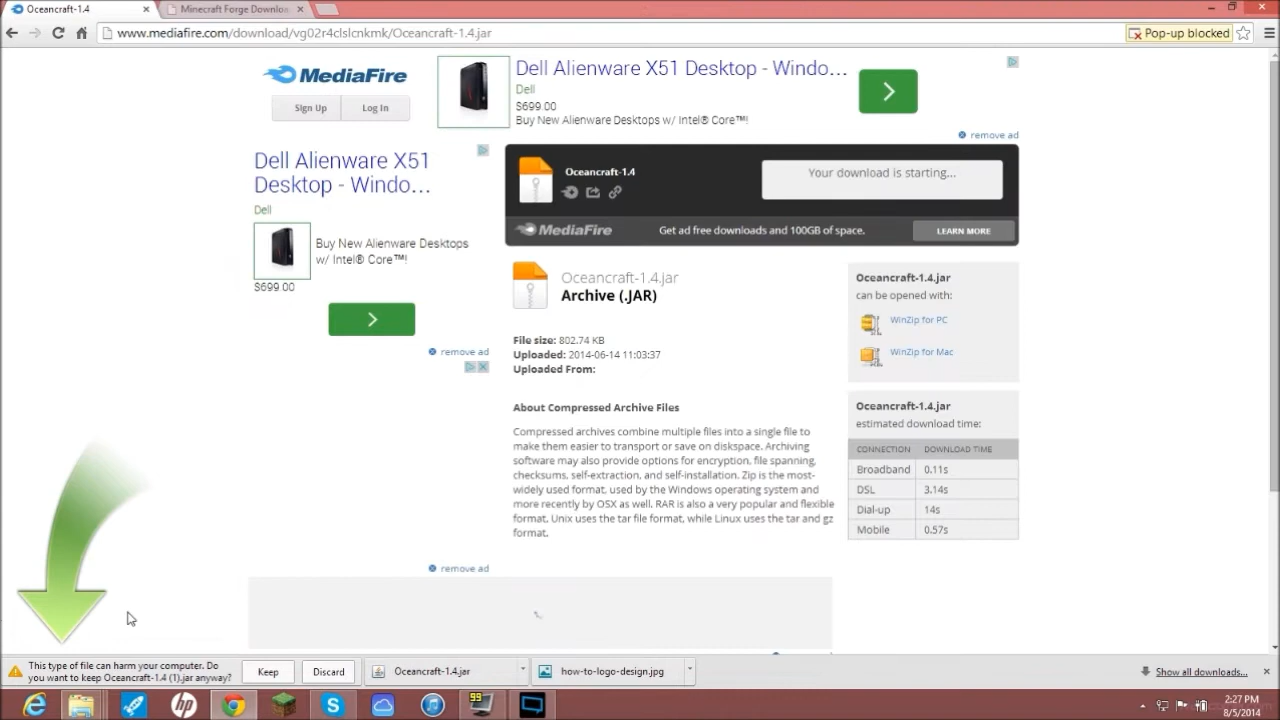 Oceancraft-1.4
Minecraft Forge Downlo
www.mediafire.com/download/vg02r4clslcnkmk/Oceancraft-1.4.jar
Pop-up blocked
MediaFire
Sign Up
Log In
Dell Alienware X51 Desktop - Windo...
Dell
$699.00
Buy New Alienware Desktops w/ Intel® Core™!
remove ad
Dell Alienware X51
Desktop - Windo...
Dell
Buy New Alienware Desktops
w/ Intel® Core™!
$699.00
remove ad
Oceancraft-1.4
Your download is starting...
MediaFire
Get ad free downloads and 100GB of space.
LEARN MORE
Oceancraft-1.4.jar
Archive (.JAR)
File size: 802.74 KB
Uploaded: 2014-06-14 11:03:37
Uploaded From:
About Compressed Archive Files
Compressed archives combine multiple files into a single file to
make them easier to transport or save on diskspace. Archiving
software may also provide options for encryption, file spanning,
checksums, self-extraction, and self-installation. Zip is the most-
widely used format, used by the Windows operating system and
more recently by OSX as well. RAR is also a very popular and flexible
format. Unix uses the tar file format, while Linux uses the tar and gz
format.
Oceancraft-1.4.jar
can be opened with:
WinZip for PC
WinZip for Mac
Oceancraft-1.4.jar
estimated download time:
CONNECTION DOWNLOAD TIME
Broadband 0.11s
DSL 3.14s
Dial-up 14s
Mobile 0.57s
remove ad
This type of file can harm your computer. Do
you want to keep Oceancraft-1.4 (1).jar anyway?
Keep
Discard
Oceancraft-1.4.jar
how-to-logo-design.jpg
Show all downloads...
hp
99
2:27 PM
8/5/2014